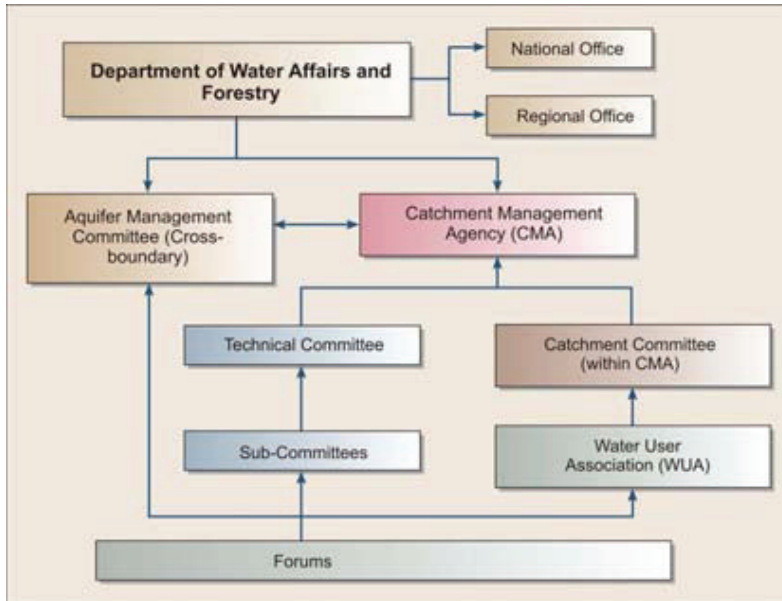 Department of Water Affairs and
Forestry
National Office
Regional Office
Aquifer Management
Committee (Cross-
boundary)
Catchment Management
Agency (CMA)
Technical Committee
Catchment Committee
(within CMA)
Sub-Committees
Water User
Association (WUA)
Forums